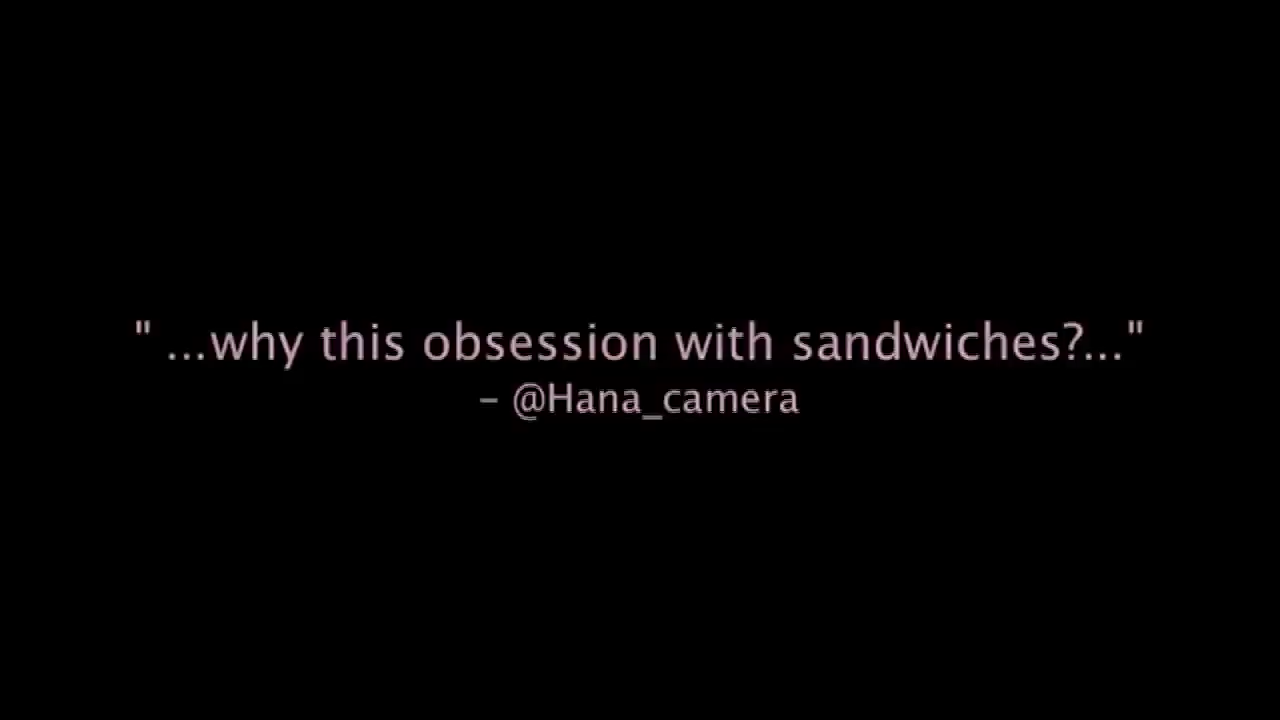 " ...why this obsession with sandwiches?..."
– @Hana_camera